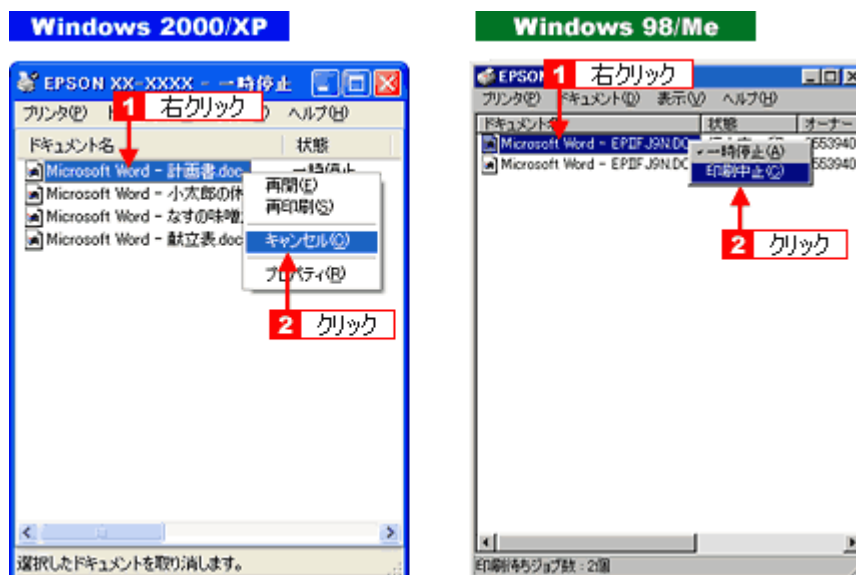 Windows 2000/XP
EPSON XX-XXXX - 一時停止
プリンタ(P)
ヘルプ(H)
1 右クリック
ドキュメント名 状態
Microsoft Word - 計画書.doc 一時停止
Microsoft Word - 小太郎の休
Microsoft Word - なすの味噌
Microsoft Word - 献立表.doc
再開(E)
再印刷(S)
キャンセル(C)
プロパティ(R)
2 クリック
選択したドキュメントを取り消します。
Windows 98/Me
EPSON
1 右クリック
プリンタ(P) ドキュメント(D) 表示(V) ヘルプ(H)
ドキュメント名 状態 オーナー
Microsoft Word - EPIFJ9N.DC 553940
Microsoft Word - EPIFJ9N.DC 553940
一時停止(A)
印刷中止(C)
2 クリック
印刷待ちジョブ数：2個